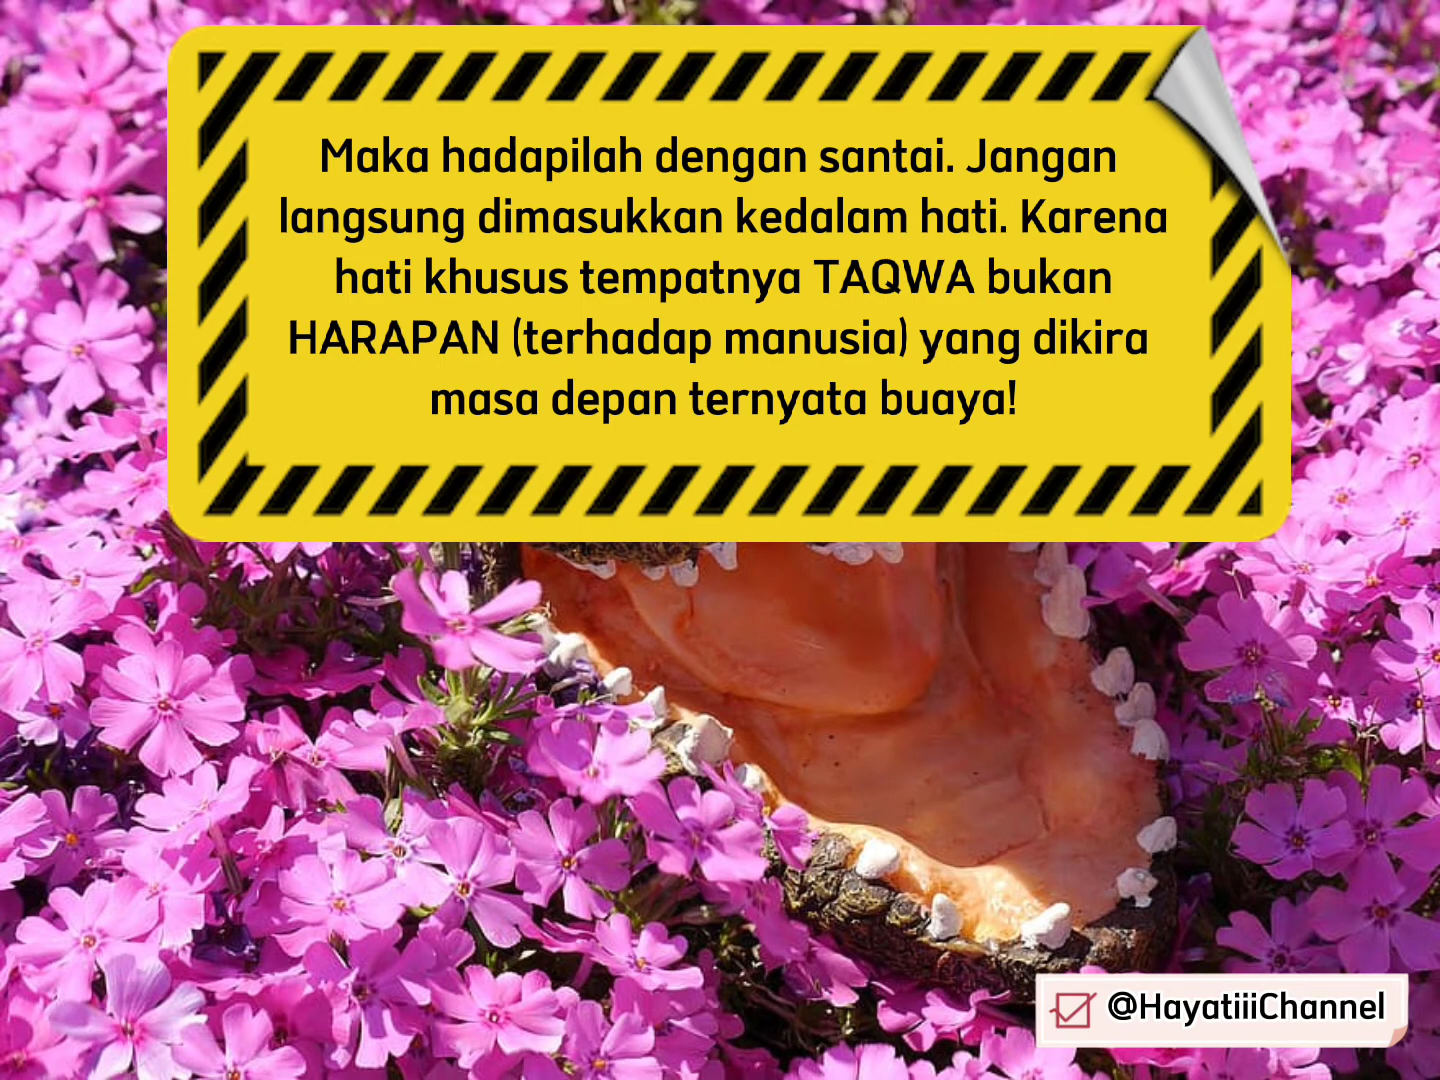 Maka hadapilah dengan santai. Jangan
langsung dimasukkan kedalam hati. Karena
hati khusus tempatnya TAQWA bukan
HARAPAN (terhadap manusia) yang dikira
masa depan ternyata buaya!
@HayatiiiChannel